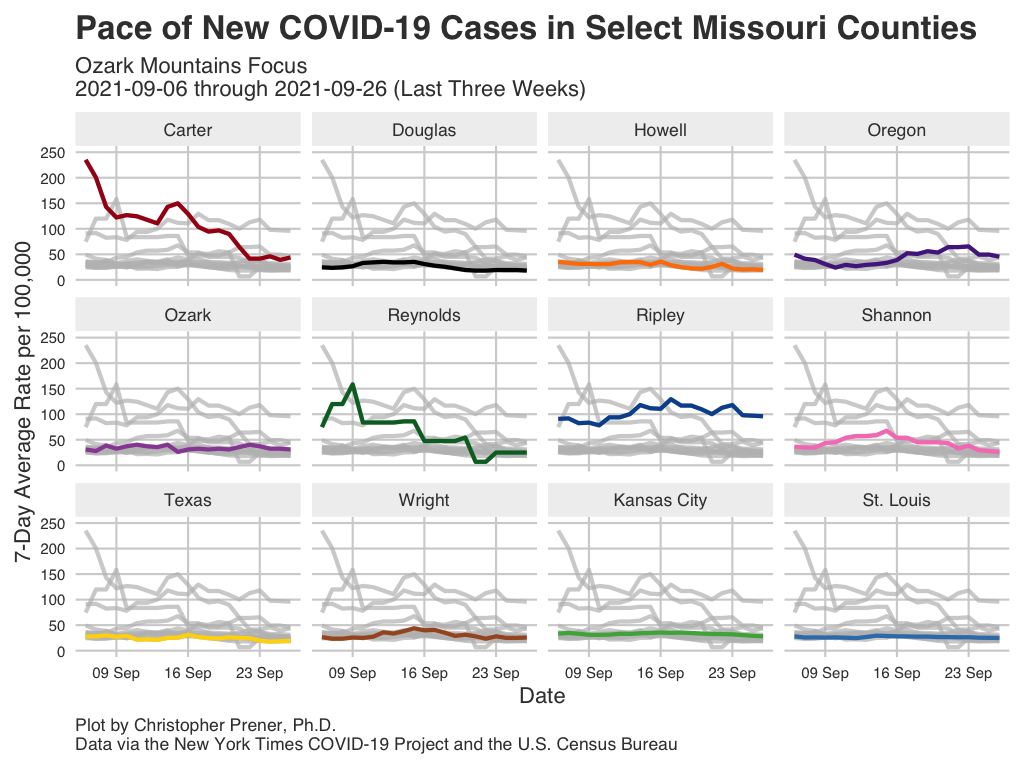 Pace of New COVID-19 Cases in Select Missouri Counties
Ozark Mountains Focus
2021-09-06 through 2021-09-26 (Last Three Weeks)
Carter Douglas Howell Oregon
250
200
150
100
50
0
Ozark Reynolds Ripley Shannon
250
200
150
100
50
0
Texas Wright Kansas City St. Louis
250
200
150
100
50
0
7-Day Average Rate per 100,000
09 Sep 16 Sep 23 Sep 09 Sep 16 Sep 23 Sep 09 Sep 16 Sep 23 Sep 09 Sep 16 Sep 23 Sep
Date
Plot by Christopher Prener, Ph.D.
Data via the New York Times COVID-19 Project and the U.S. Census Bureau